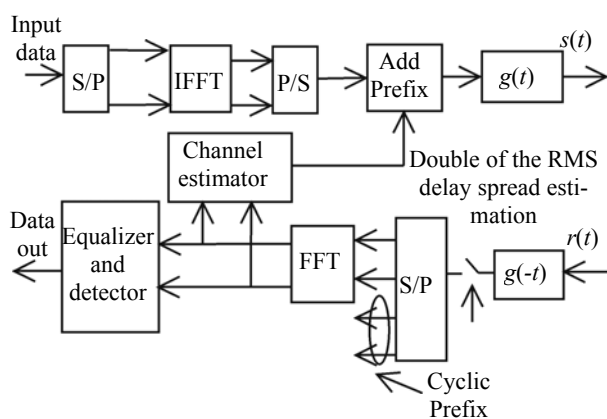 Input
data
S/P
IFFT
P/S
Add
Prefix
g(t)
s(t)
Channel
estimator
Double of the RMS
delay spread esti-
mation
Data
out
Equalizer
and
detector
FFT
S/P
g(-t)
r(t)
Cyclic
Prefix